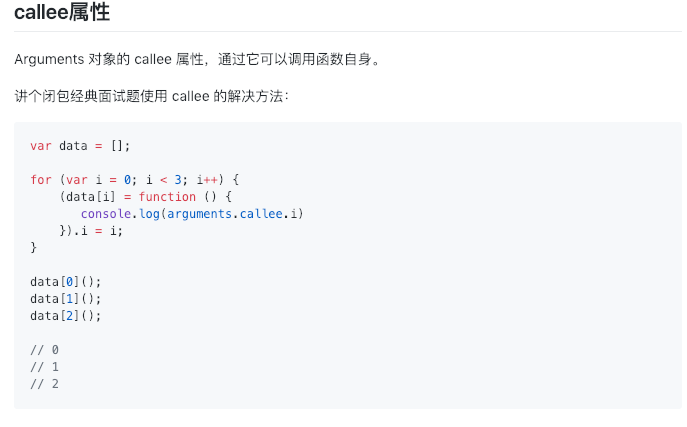 callee属性
Arguments 对象的 callee 属性，通过它可以调用函数自身。
讲个闭包经典面试题使用 callee 的解决方法：
var data = [];
for (var i = 0; i < 3; i++) {
    (data[i] = function () {
       console.log(arguments.callee.i)
    }).i = i;
}
data[0]();
data[1]();
data[2]();
// 0
// 1
// 2